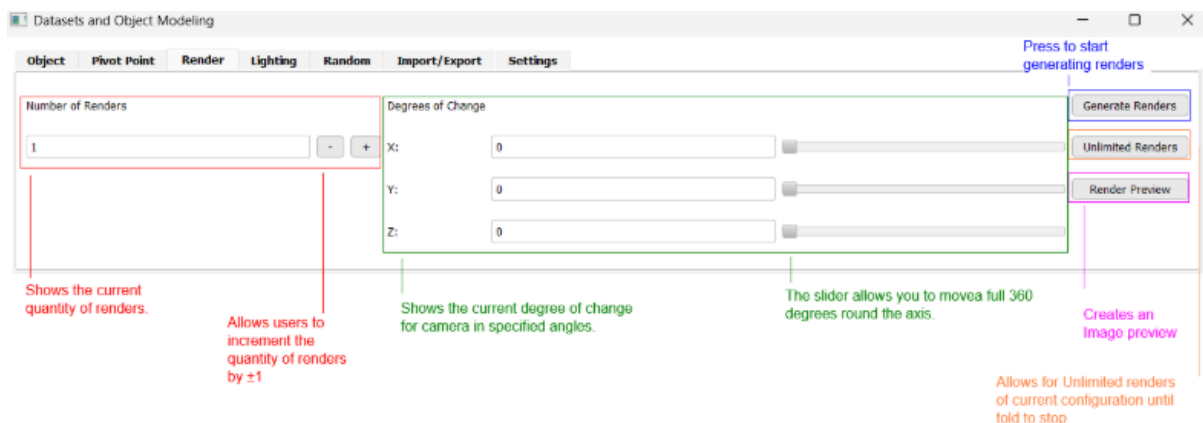 Datasets and Object Modeling
Press to start
generating renders
Object Pivot Point Render Lighting Random Import/Export Settings
Number of Renders
Degrees of Change
Generate Renders
1
- +
X:
0
Unlimited Renders
Y:
0
Render Preview
Z:
0
Shows the current
quantity of renders.
Allows users to
increment the
quantity of renders
by ±1
Shows the current degree of change
for camera in specified angles.
The slider allows you to movea full 360
degrees round the axis.
Creates an
Image preview
Allows for Unlimited renders
of current configuration until
told to stop